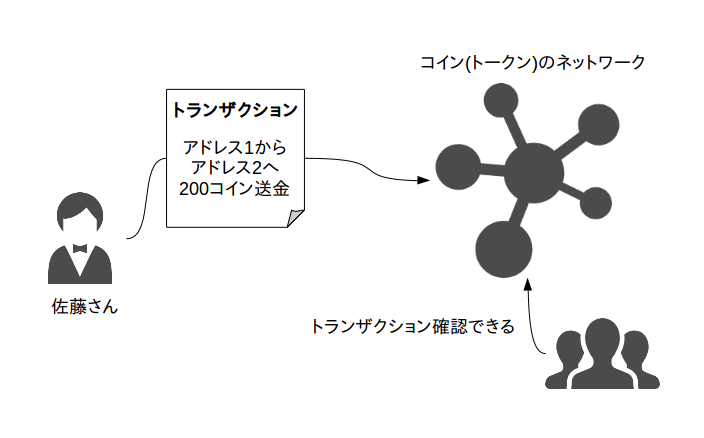 コイン(トークン)のネットワーク
トランザクション
アドレス1から
アドレス2へ
200コイン送金
佐藤さん
トランザクション確認できる